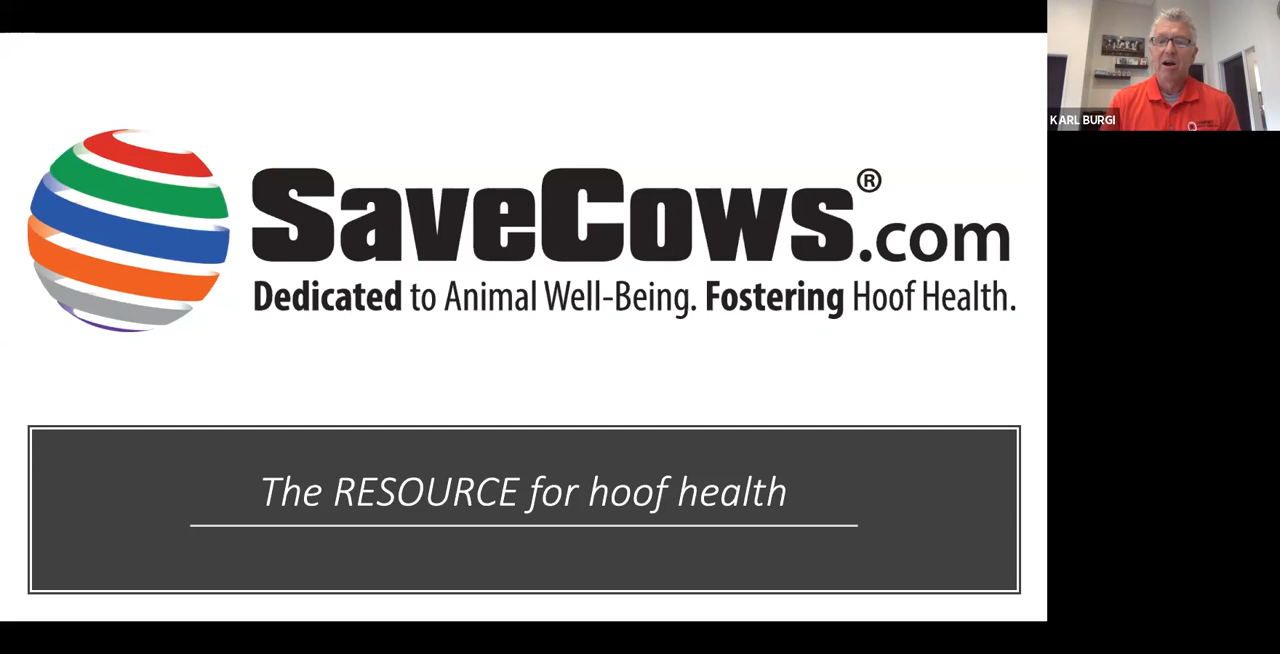 SaveCows®.com
Dedicated to Animal Well-Being. Fostering Hoof Health.
The RESOURCE for hoof health
KARL BURGI